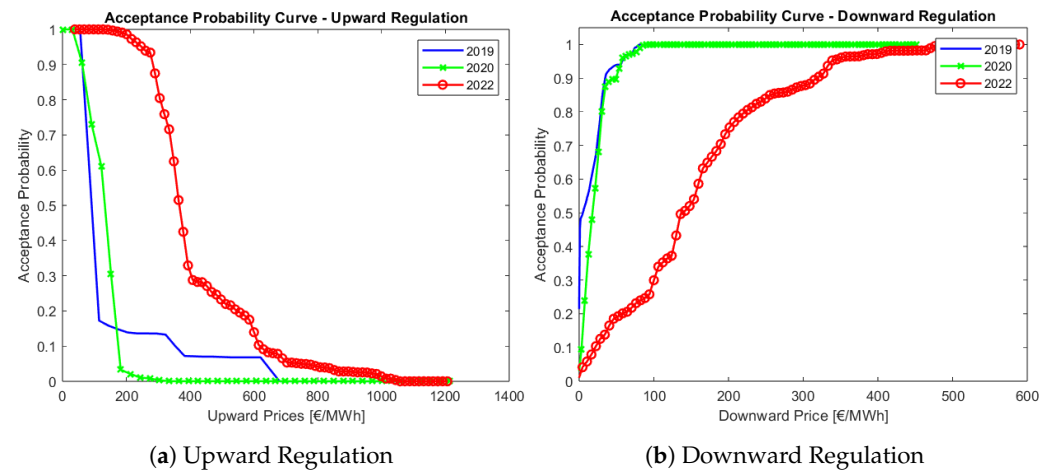 Acceptance Probability Curve - Upward Regulation
1
0.9
0.8
0.7
0.6
0.5
0.4
0.3
0.2
0.1
0
Acceptance Probability
2019
2020
2022
0 200 400 600 800 1000 1200 1400
Upward Prices [€/MWh]
(a) Upward Regulation
Acceptance Probability Curve - Downward Regulation
1
0.9
0.8
0.7
0.6
0.5
0.4
0.3
0.2
0.1
0
Acceptance Probability
2019
2020
2022
0 100 200 300 400 500 600
Downward Price [€/MWh]
(b) Downward Regulation